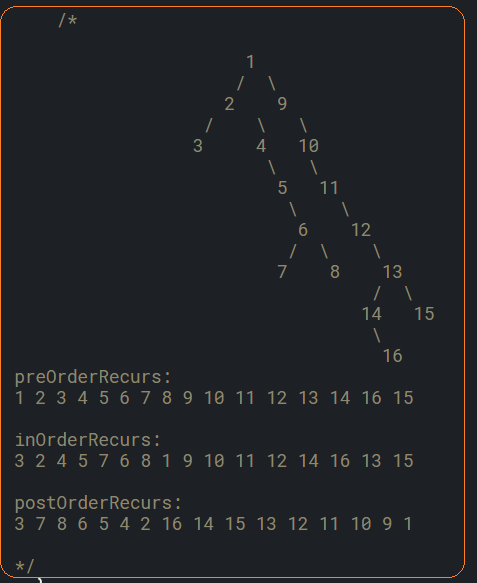 /*
1
/ \
2 9
/ \ \
3 4 10
\ \
5 11
\ \
6 12
/ \ \
7 8 13
/ \
14 15
\
16
preOrderRecurs:
1 2 3 4 5 6 7 8 9 10 11 12 13 14 16 15
inOrderRecurs:
3 2 4 5 7 6 8 1 9 10 11 12 14 16 13 15
postOrderRecurs:
3 7 8 6 5 4 2 16 14 15 13 12 11 10 9 1
*/